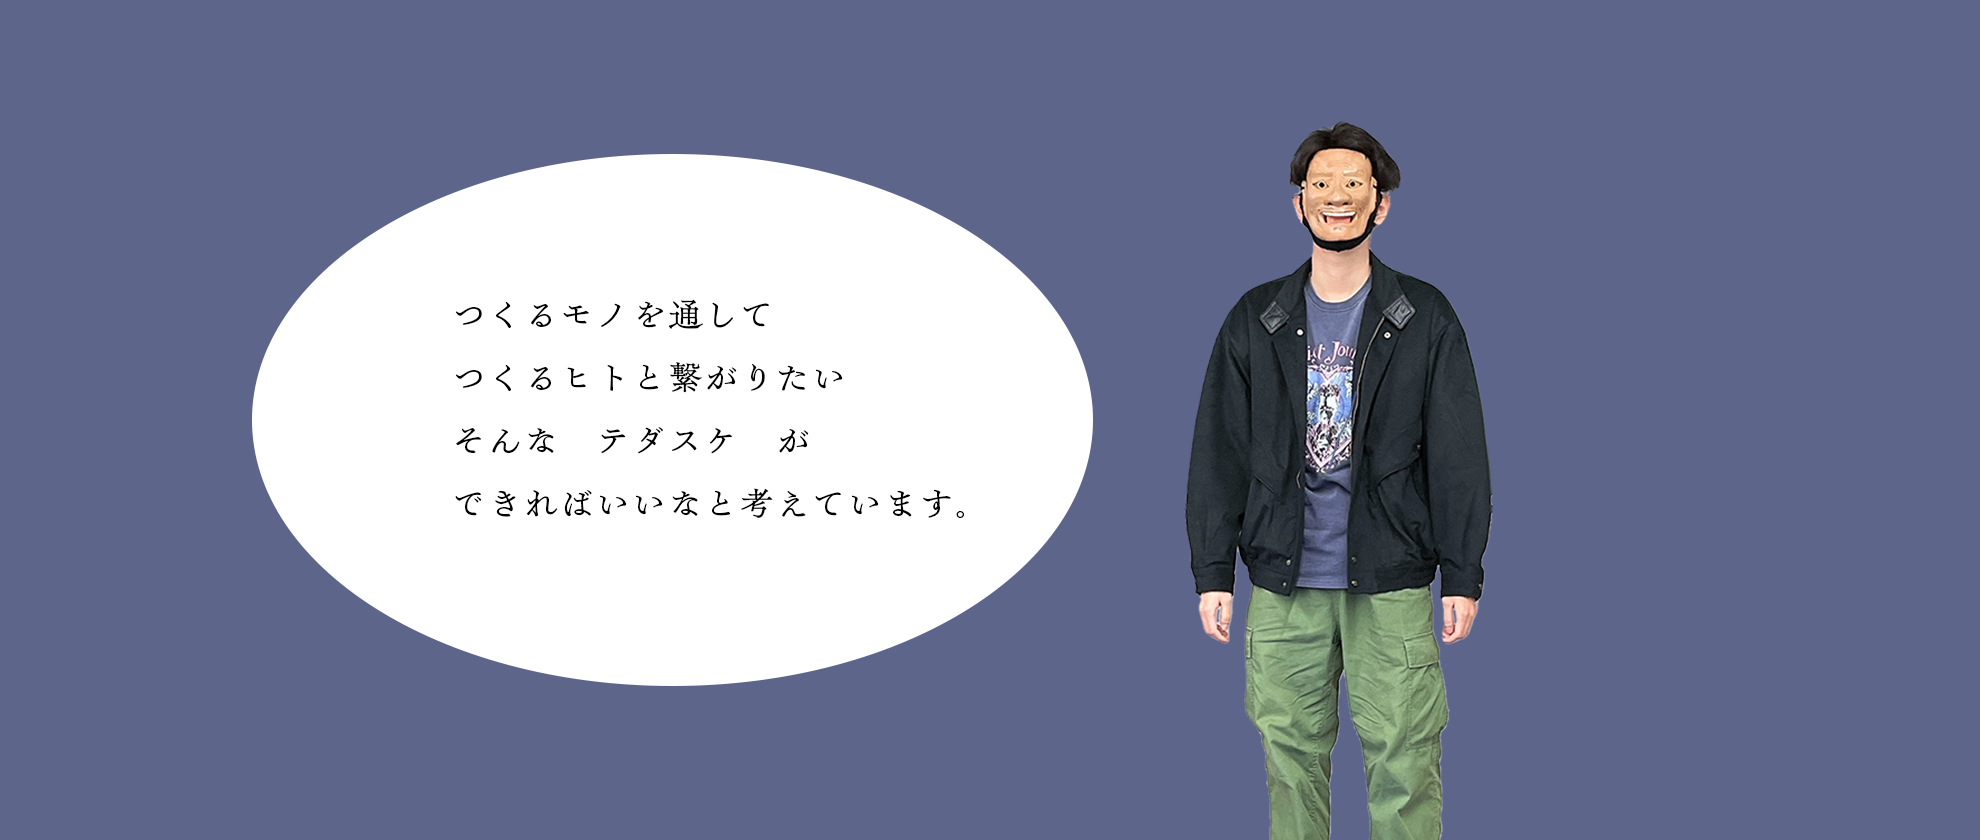 つくるモノを通して
つくるヒトと繋がりたい
そんな　テダスケ　が
できればいいなと考えています。